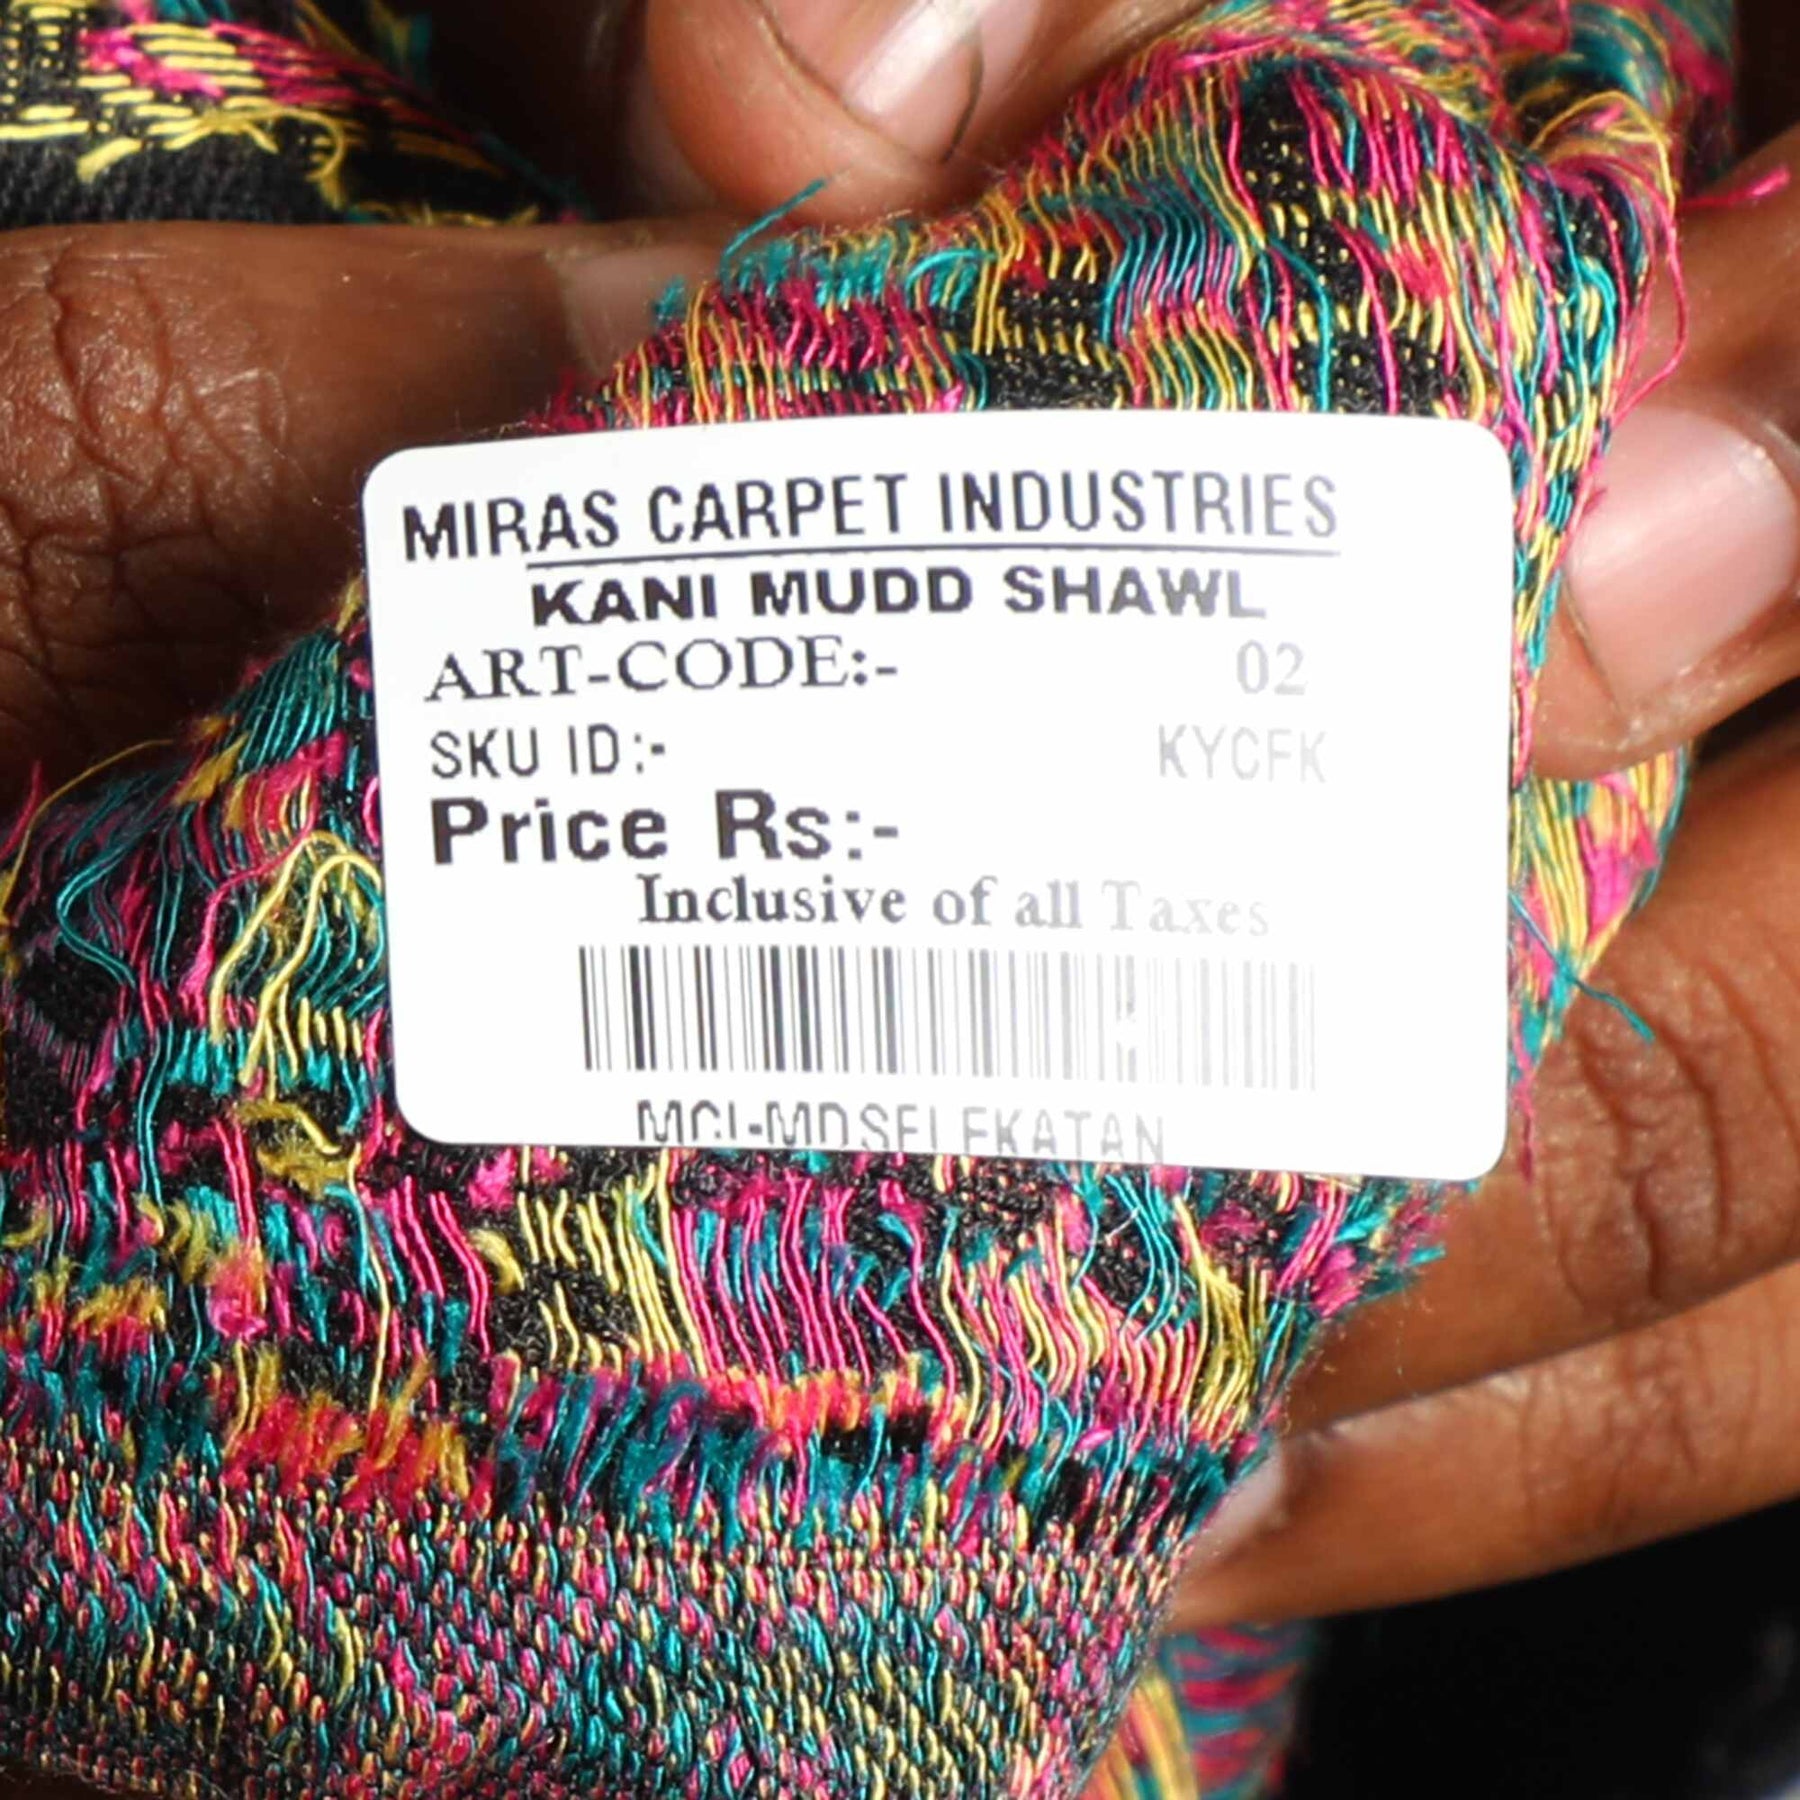 MIRAS CARPET INDUSTRIES
KANI MUDD SHAWL
ART-CODE:- 02
SKU ID:- KYCFK
Price Rs:-
Inclusive of all Taxes
MCI-MDSELEKATAN